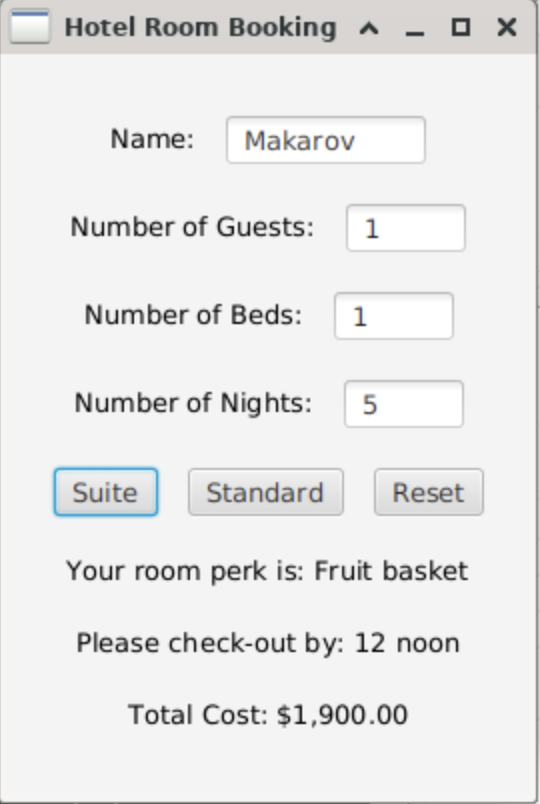 Hotel Room Booking
Name: Makarov
Number of Guests: 1
Number of Beds: 1
Number of Nights: 5
Suite Standard Reset
Your room perk is: Fruit basket
Please check-out by: 12 noon
Total Cost: $1,900.00